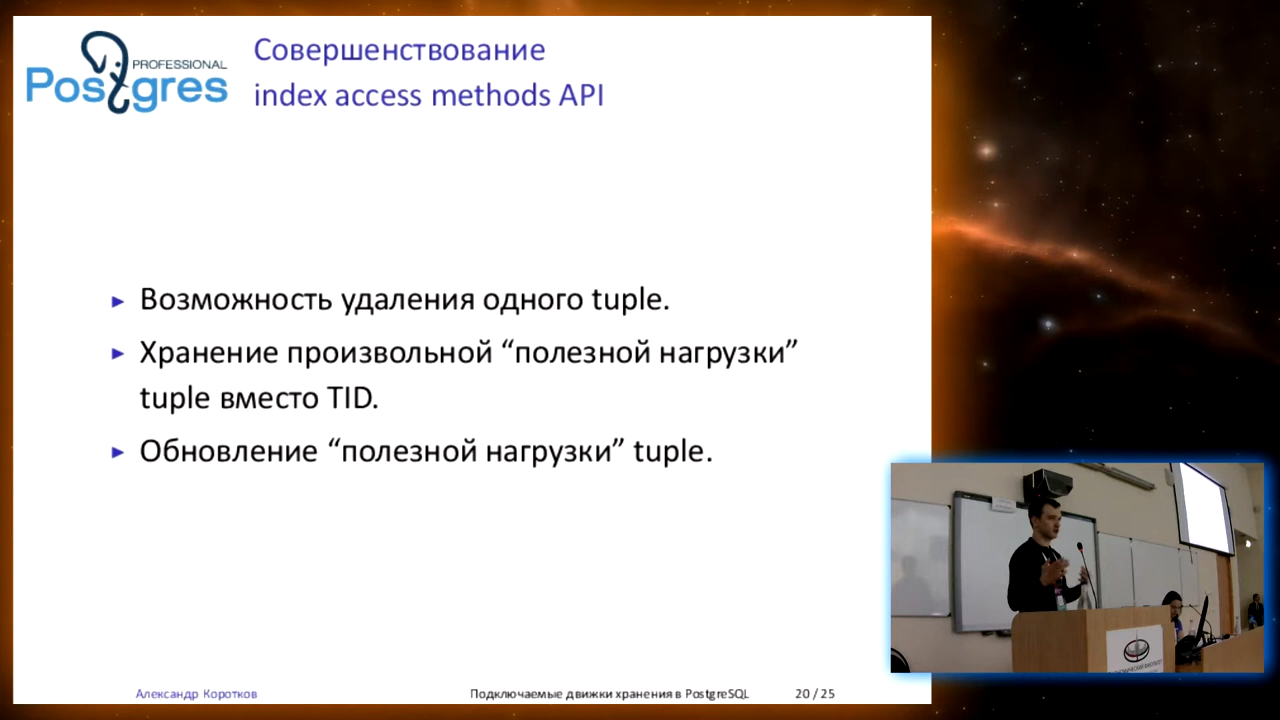 PROFESSIONAL
Postgres
Совершенствование
index access methods API
► Возможность удаления одного tuple.
► Хранение произвольной “полезной нагрузки”
tuple вместо TID.
► Обновление “полезной нагрузки” tuple.
Александр Коротков
Подключаемые движки хранения в PostgreSQL
20 / 25